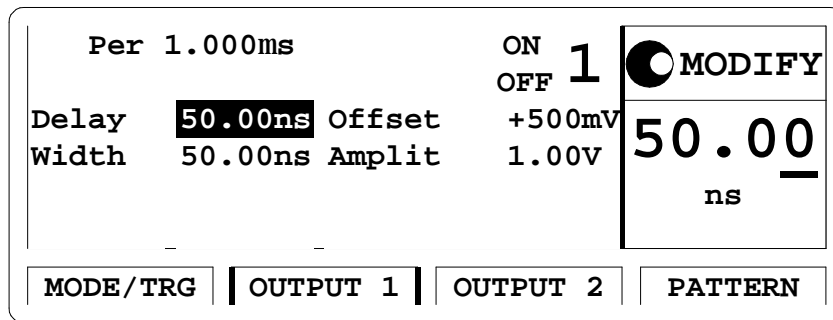 Per 1.000ms
ON
OFF 1
MODIFY
Delay 50.00ns Offset +500mV
Width 50.00ns Amplit 1.00V
50.00
ns
MODE/TRG OUTPUT 1 OUTPUT 2 PATTERN